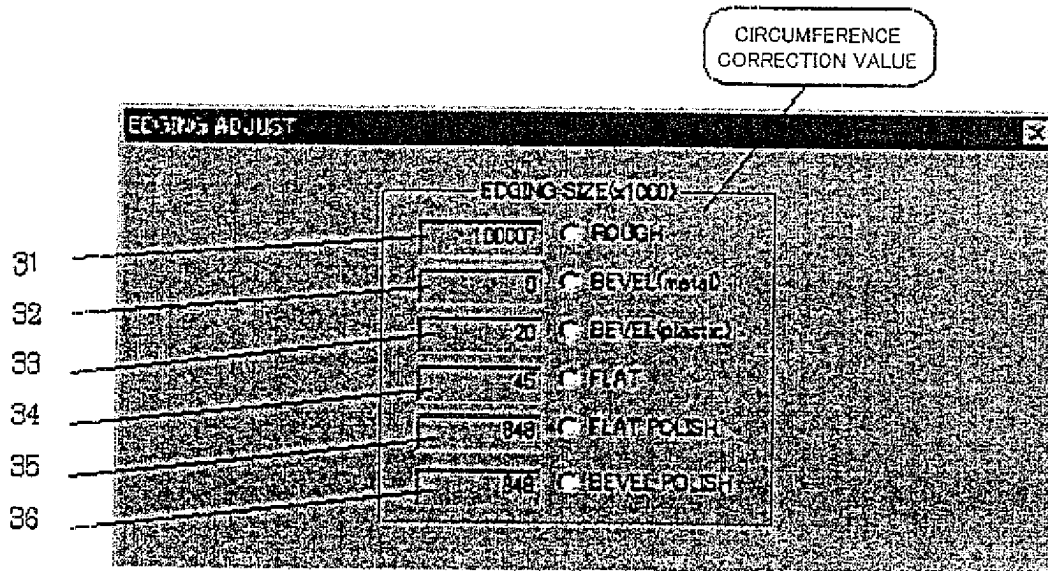 CIRCUMFERENCE
CORRECTION VALUE
EDGING ADJUST
EDGING SIZE(x1000)
31 100007 ROUGH
32 0 BEVEL(metal)
33 20 BEVEL(plastic)
34 45 FLAT
35 848 FLAT POLISH
36 848 BEVEL POLISH